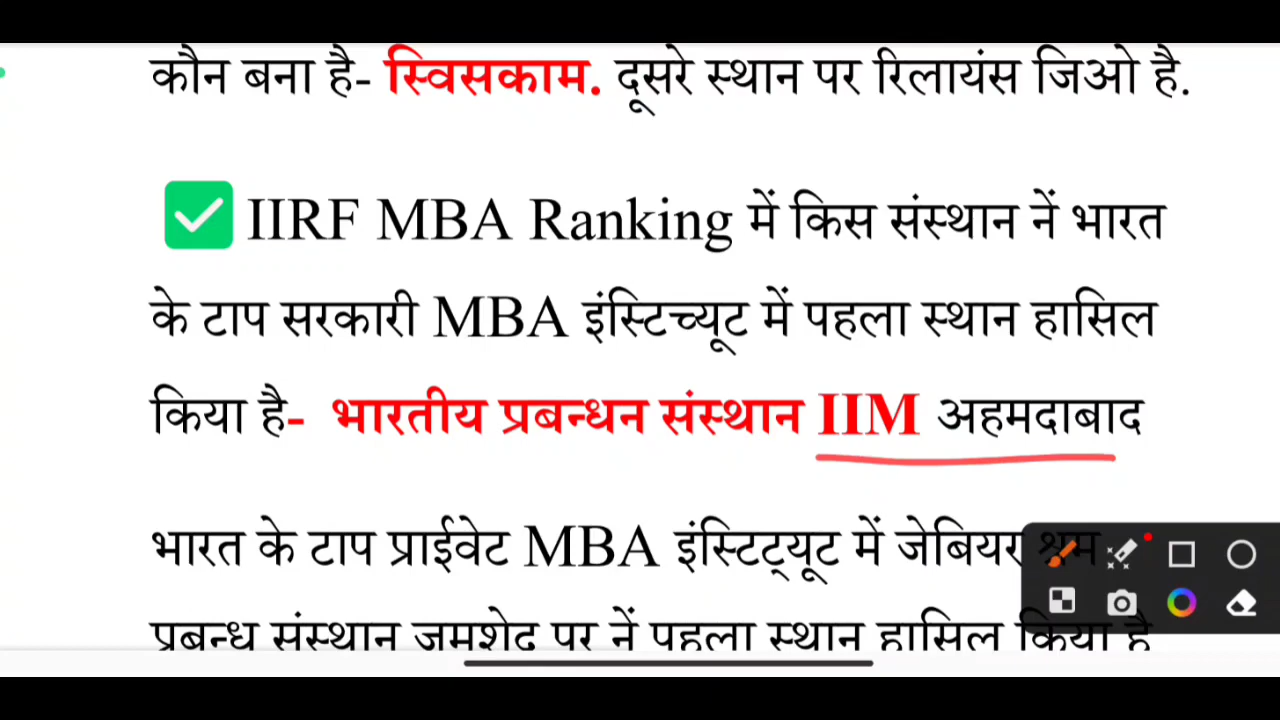 कौन बना है- स्विसकाम. दूसरे स्थान पर रिलायंस जिओ है.
IIRF MBA Ranking में किस संस्थान नें भारत
के टाप सरकारी MBA इंस्टिच्यूट में पहला स्थान हासिल
किया है- भारतीय प्रबन्धन संस्थान IIM अहमदाबाद
भारत के टाप प्राईवेट MBA इंस्टिट्यूट में जेबियर श्रम
प्रबन्ध संस्थान जमशेद पर नें पहला स्थान हासिल किया है